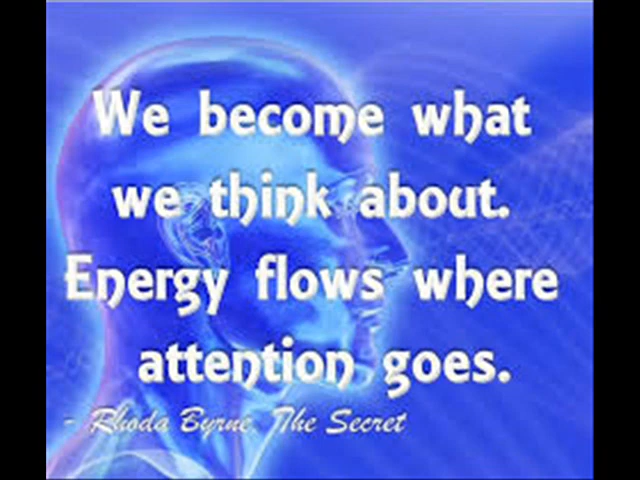 We become what
we think about.
Energy flows where
attention goes.
- Rhoda Byrne, The Secret